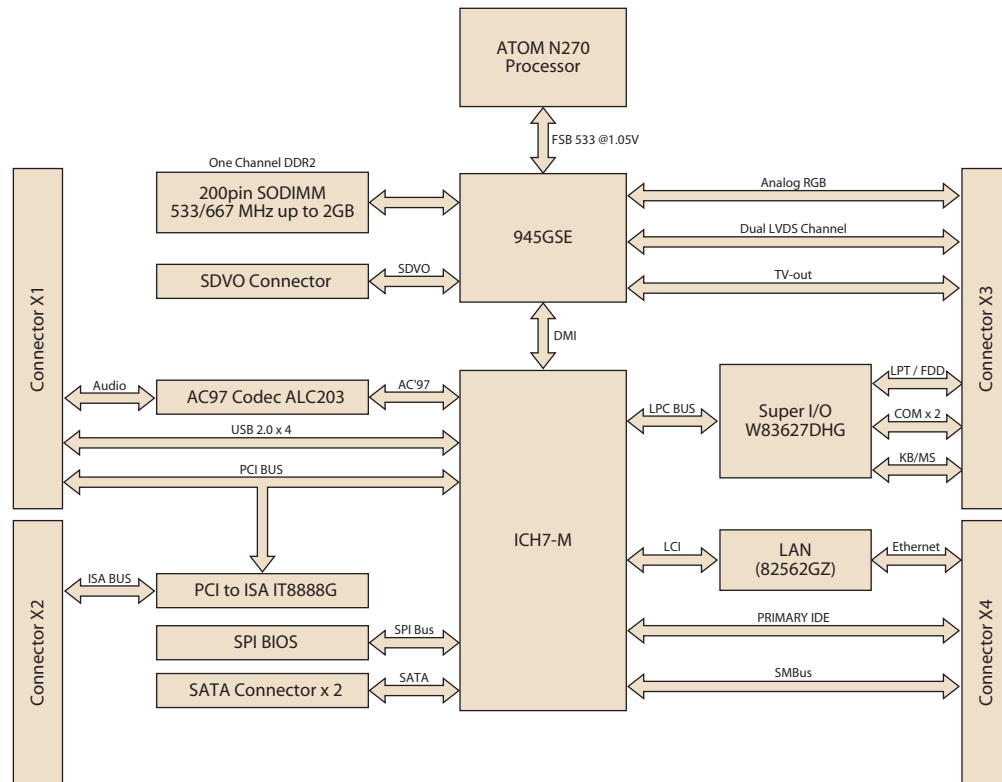 ATOM N270
Processor
FSB 533 @1.05V
One Channel DDR2
200pin SODIMM
533/667 MHz up to 2GB
945GSE
Analog RGB
Dual LVDS Channel
TV-out
SDVO Connector
SDVO
DMI
Connector X1
Connector X3
Audio
AC97 Codec ALC203
AC'97
USB 2.0 x 4
PCI BUS
LPC BUS
Super I/O
W83627DHG
LPT / FDD
COM x 2
KB/MS
ICH7-M
Connector X2
Connector X4
ISA BUS
PCI to ISA IT8888G
SPI BIOS
SPI Bus
SATA Connector x 2
SATA
LCI
LAN
(82562GZ)
Ethernet
PRIMARY IDE
SMBus